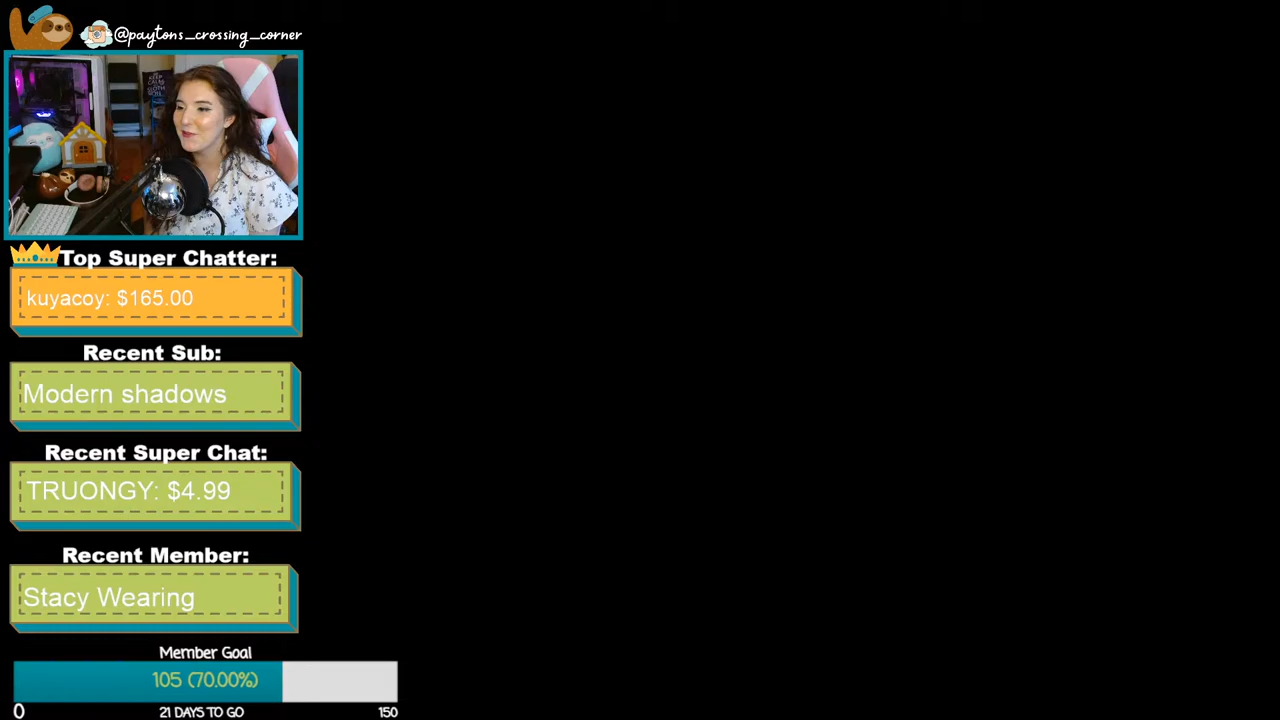 @paytons_crossing_corner
Top Super Chatter:
kuyacoy: $165.00
Recent Sub:
Modern shadows
Recent Super Chat:
TRUONGY: $4.99
Recent Member:
Stacy Wearing
Member Goal
105 (70.00%)
0 21 DAYS TO GO 150